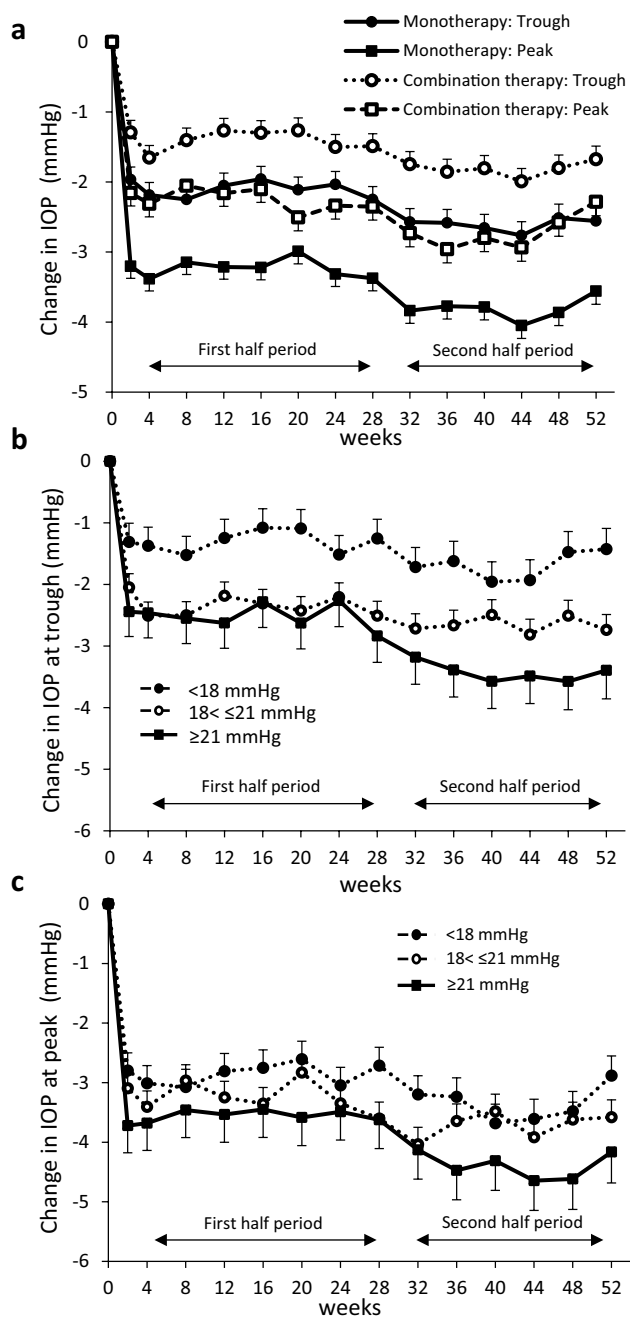 a
Monotherapy: Trough
Monotherapy: Peak
Combination therapy: Trough
Combination therapy: Peak
Change in IOP (mmHg)
0
-1
-2
-3
-4
-5
First half period
Second half period
0 4 8 12 16 20 24 28 32 36 40 44 48 52
weeks
b
Change in IOP at trough (mmHg)
0
-1
-2
-3
-4
-5
-6
<18 mmHg
18< ≤21 mmHg
≥21 mmHg
First half period
Second half period
0 4 8 12 16 20 24 28 32 36 40 44 48 52
weeks
c
Change in IOP at peak (mmHg)
0
-1
-2
-3
-4
-5
-6
<18 mmHg
18< ≤21 mmHg
≥21 mmHg
First half period
Second half period
0 4 8 12 16 20 24 28 32 36 40 44 48 52
weeks